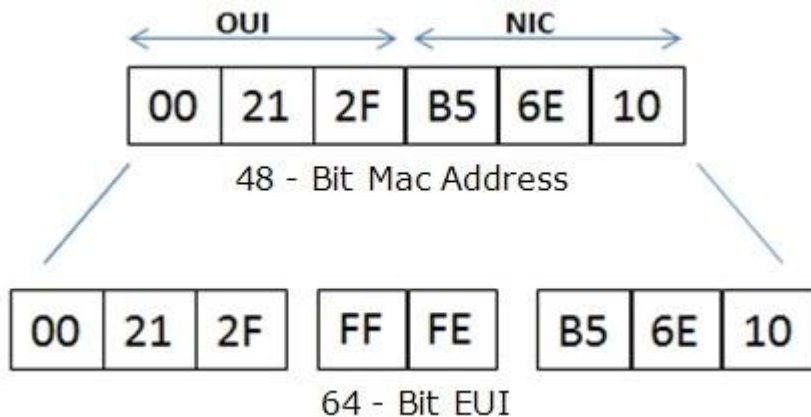 OUI NIC
00 21 2F B5 6E 10
48 - Bit Mac Address
00 21 2F FF FE B5 6E 10
64 - Bit EUI